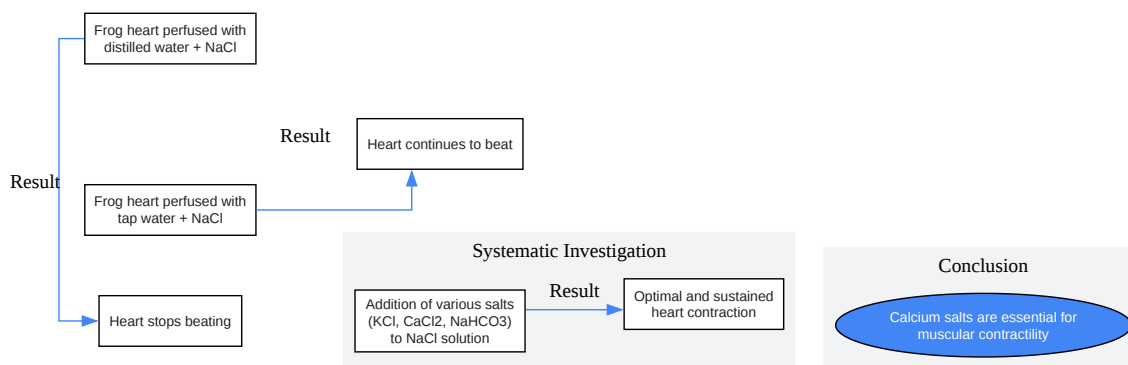 Frog heart perfused with
distilled water + NaCl
Result
Heart continues to beat
Result
Frog heart perfused with
tap water + NaCl
Heart stops beating
Systematic Investigation
Addition of various salts
(KCl, CaCl2, NaHCO3)
to NaCl solution
Result
Optimal and sustained
heart contraction
Conclusion
Calcium salts are essential for
muscular contractility